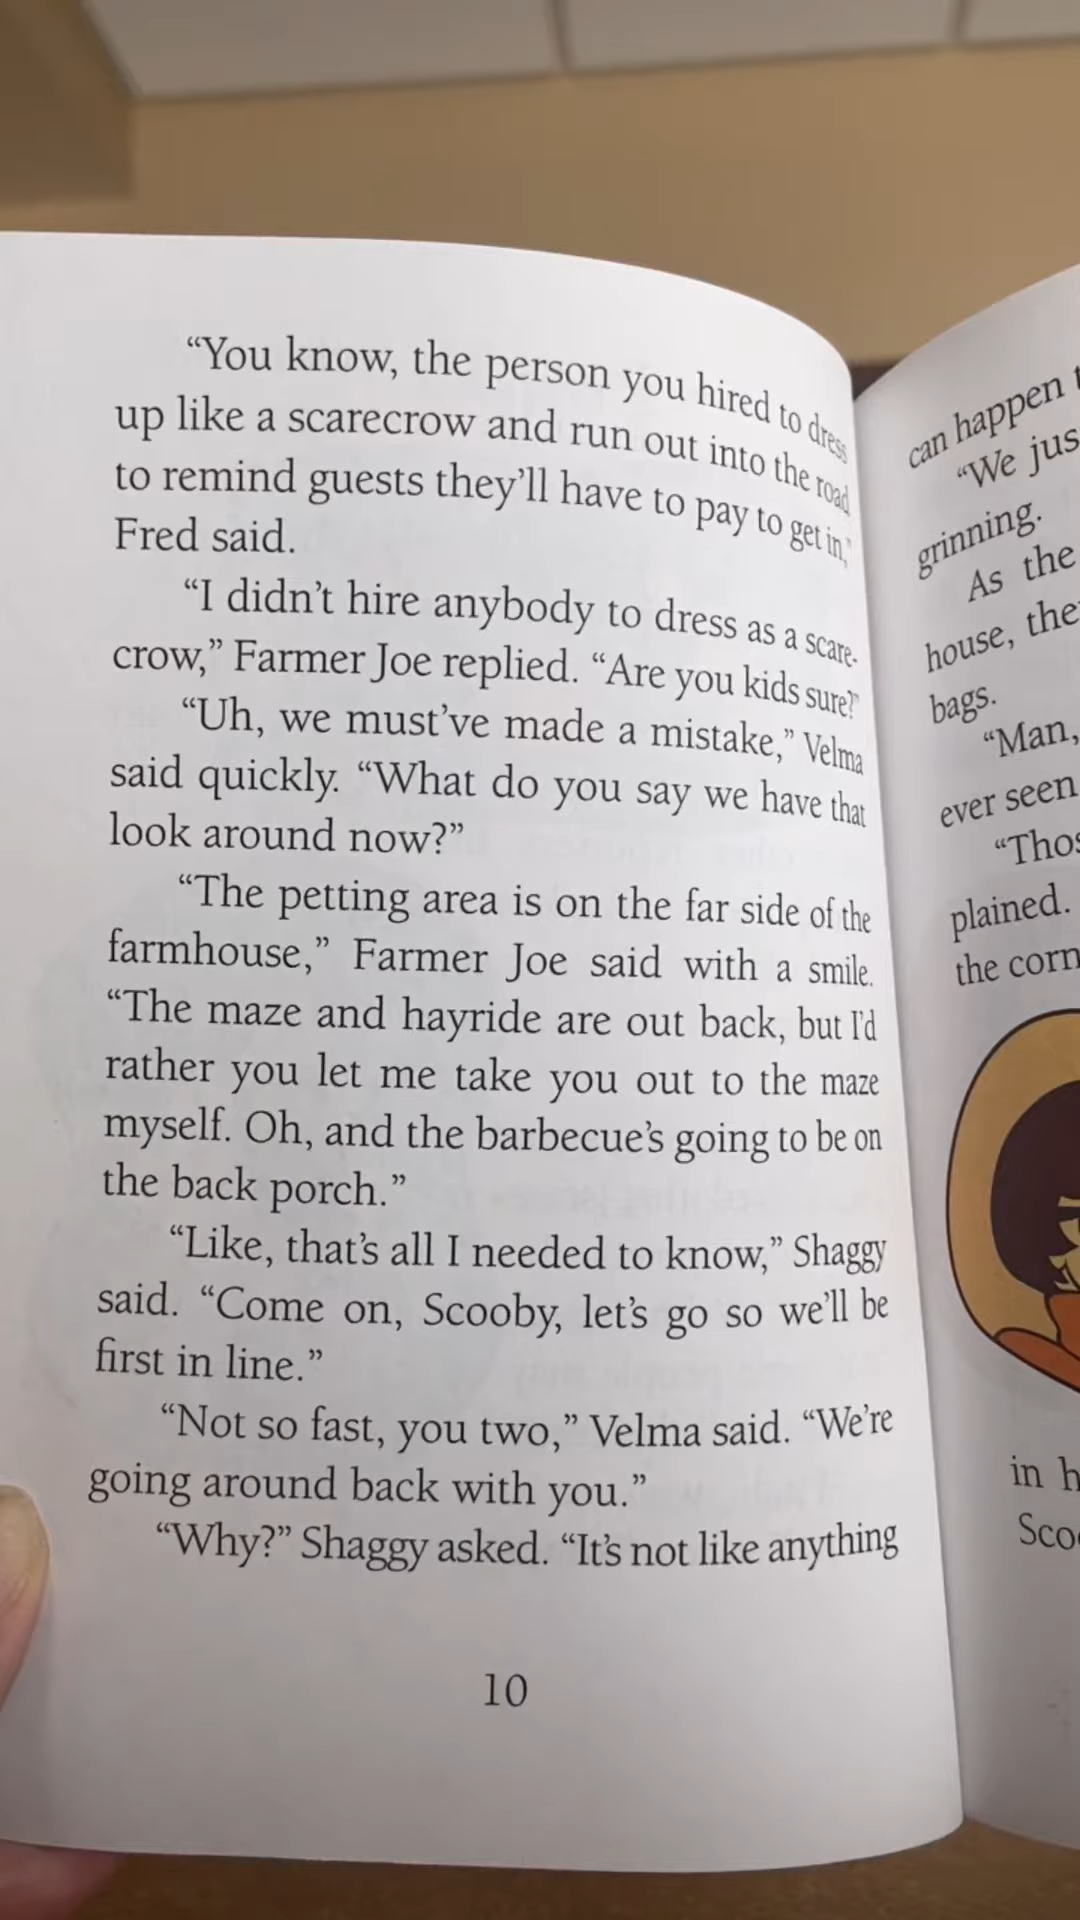 “You know, the person you hired to dress
up like a scarecrow and run out into the road
to remind guests they’ll have to pay to get in,”
Fred said.
“I didn’t hire anybody to dress as a scare-
crow,” Farmer Joe replied. “Are you kids sure?”
“Uh, we must’ve made a mistake,” Velma
said quickly. “What do you say we have that
look around now?”
“The petting area is on the far side of the
farmhouse,” Farmer Joe said with a smile.
“The maze and hayride are out back, but I’d
rather you let me take you out to the maze
myself. Oh, and the barbecue’s going to be on
the back porch.”
“Like, that’s all I needed to know,” Shaggy
said. “Come on, Scooby, let’s go so we’ll be
first in line.”
“Not so fast, you two,” Velma said. “We’re
going around back with you.”
“Why?” Shaggy asked. “It’s not like anything
10
can happen
“We
grinning.
As the
house,
bags.
“Man,
ever seen
plained.
the
in